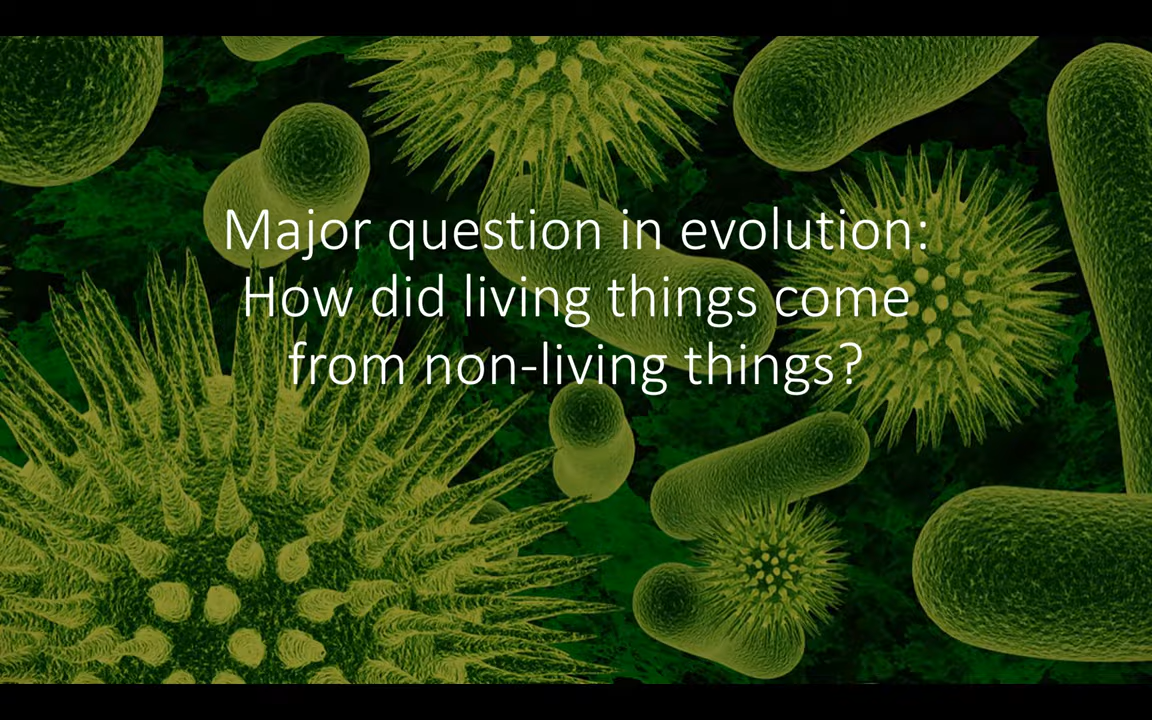 Major question in evolution:
How did living things come
from non-living things?